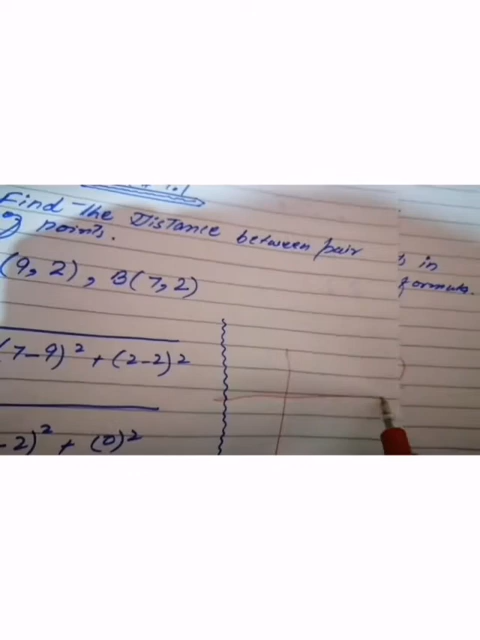 Find the Distance between pair
of points.
(9, 2), B(7, 2)
(7-9)² + (2-2)²
-2)² + (0)²
in
formula.